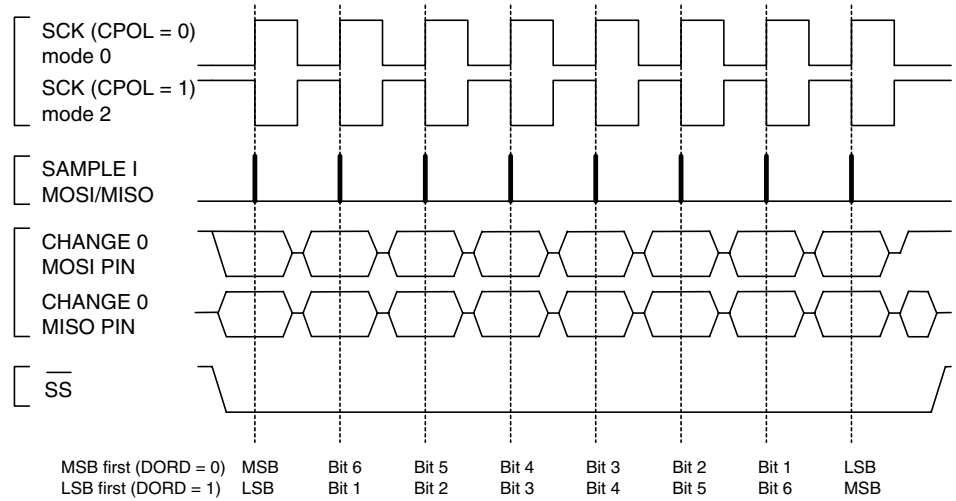 SCK (CPOL = 0)
mode 0
SCK (CPOL = 1)
mode 2
SAMPLE I
MOSI/MISO
CHANGE 0
MOSI PIN
CHANGE 0
MISO PIN
SS
MSB first (DORD = 0) MSB Bit 6 Bit 5 Bit 4 Bit 3 Bit 2 Bit 1 LSB
LSB first (DORD = 1) LSB Bit 1 Bit 2 Bit 3 Bit 4 Bit 5 Bit 6 MSB